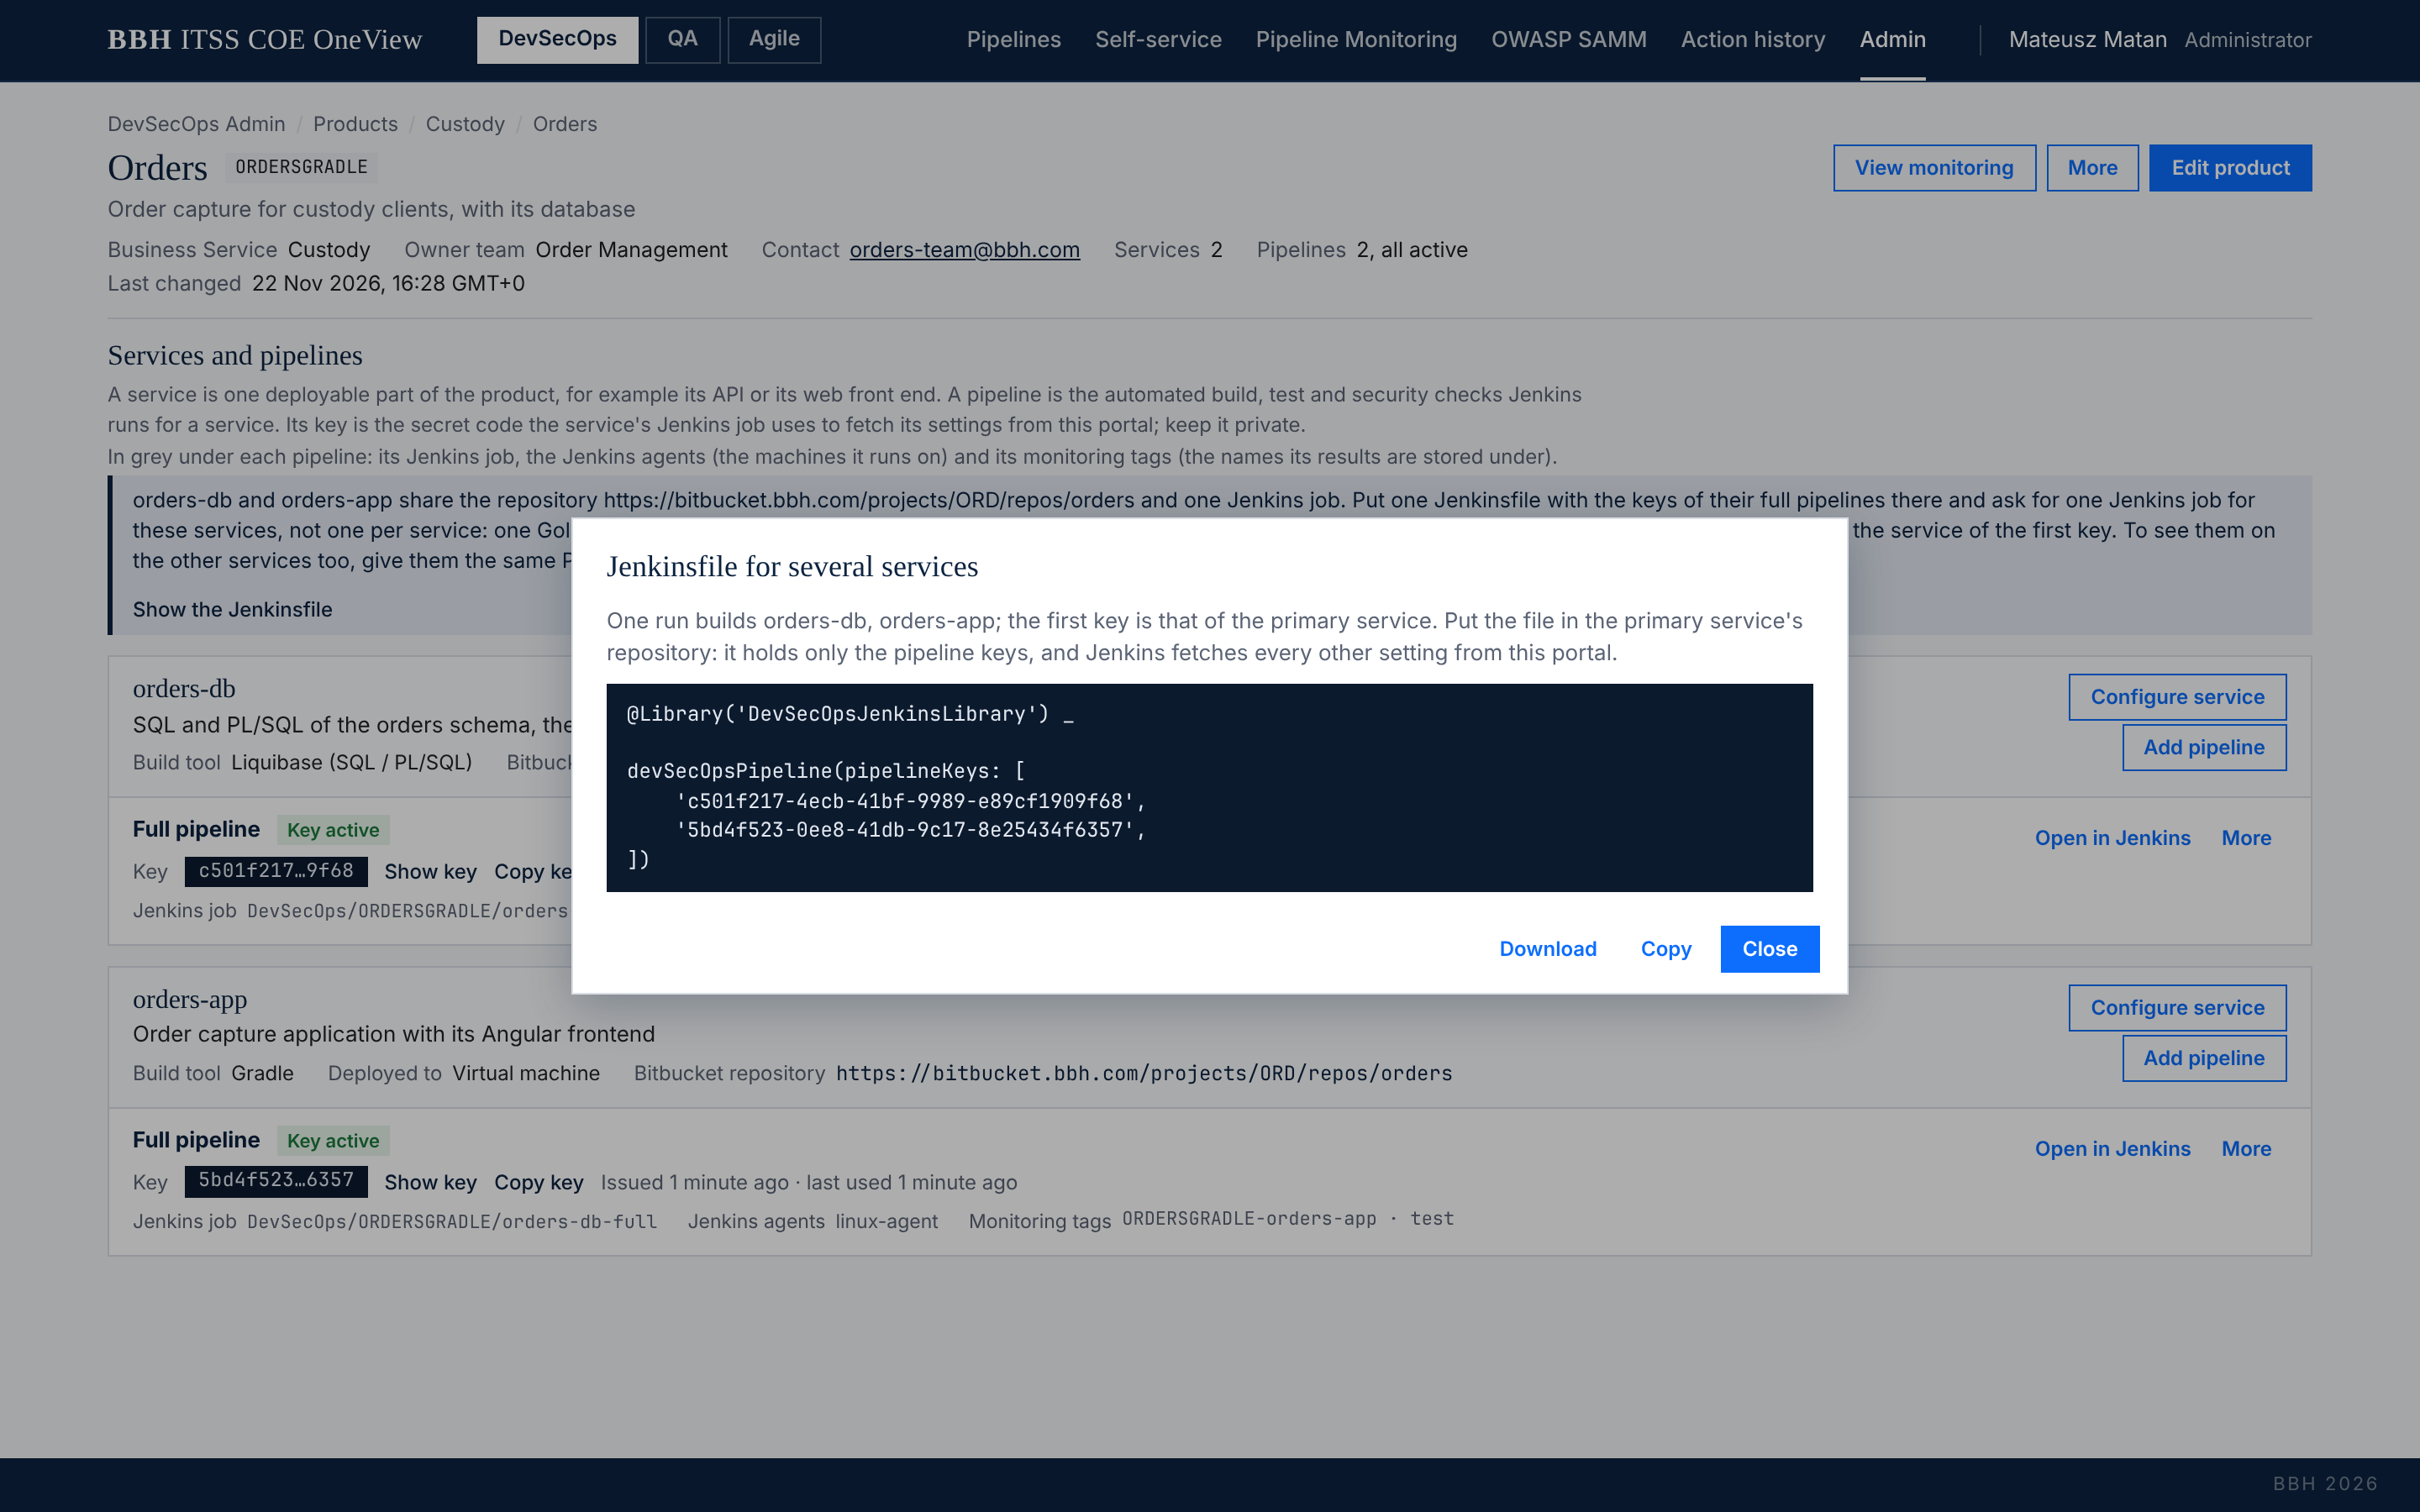 BBH ITSS COE OneView
DevSecOps QA Agile
Pipelines Self-service Pipeline Monitoring OWASP SAMM Action history Admin
Mateusz Matan Administrator
DevSecOps Admin / Products / Custody / Orders
Orders ORDERSGRADLE
View monitoring More Edit product
Order capture for custody clients, with its database
Business Service Custody Owner team Order Management Contact orders-team@bbh.com Services 2 Pipelines 2, all active
Last changed 22 Nov 2026, 16:28 GMT+0
Services and pipelines
A service is one deployable part of the product, for example its API or its web front end. A pipeline is the automated build, test and security checks Jenkins
runs for a service. Its key is the secret code the service's Jenkins job uses to fetch its settings from this portal; keep it private.
In grey under each pipeline: its Jenkins job, the Jenkins agents (the machines it runs on) and its monitoring tags (the names its results are stored under).
orders-db and orders-app share the repository https://bitbucket.bbh.com/projects/ORD/repos/orders and one Jenkins job. Put one Jenkinsfile with the keys of their full pipelines there and ask for one Jenkins job for
these services, not one per service: one the service of the first key. To see them on
the other services too, give them the same
Show the Jenkinsfile
Jenkinsfile for several services
One run builds orders-db, orders-app; the first key is that of the primary service. Put the file in the primary service's
repository: it holds only the pipeline keys, and Jenkins fetches every other setting from this portal.
@Library('DevSecOpsJenkinsLibrary') _
devSecOpsPipeline(pipelineKeys: [
'c501f217-4ecb-41bf-9989-e89cf1909f68',
'5bd4f523-0ee8-41db-9c17-8e25434f6357',
])
Download Copy Close
orders-db
SQL and PL/SQL of the orders schema, the
Build tool Liquibase (SQL / PL/SQL)
Configure service
Add pipeline
Full pipeline Key active
Open in Jenkins More
Key c501f217…9f68 Show key Copy
Jenkins job DevSecOps/ORDERSGRADLE/orders
orders-app
Order capture application with its Angular frontend
Build tool Gradle Deployed to Virtual machine Bitbucket repository https://bitbucket.bbh.com/projects/ORD/repos/orders
Configure service
Add pipeline
Full pipeline Key active
Open in Jenkins More
Key 5bd4f523…6357 Show key Copy key Issued 1 minute ago · last used 1 minute ago
Jenkins job DevSecOps/ORDERSGRADLE/orders-db-full Jenkins agents linux-agent Monitoring tags ORDERSGRADLE-orders-app · test
BBH 2026